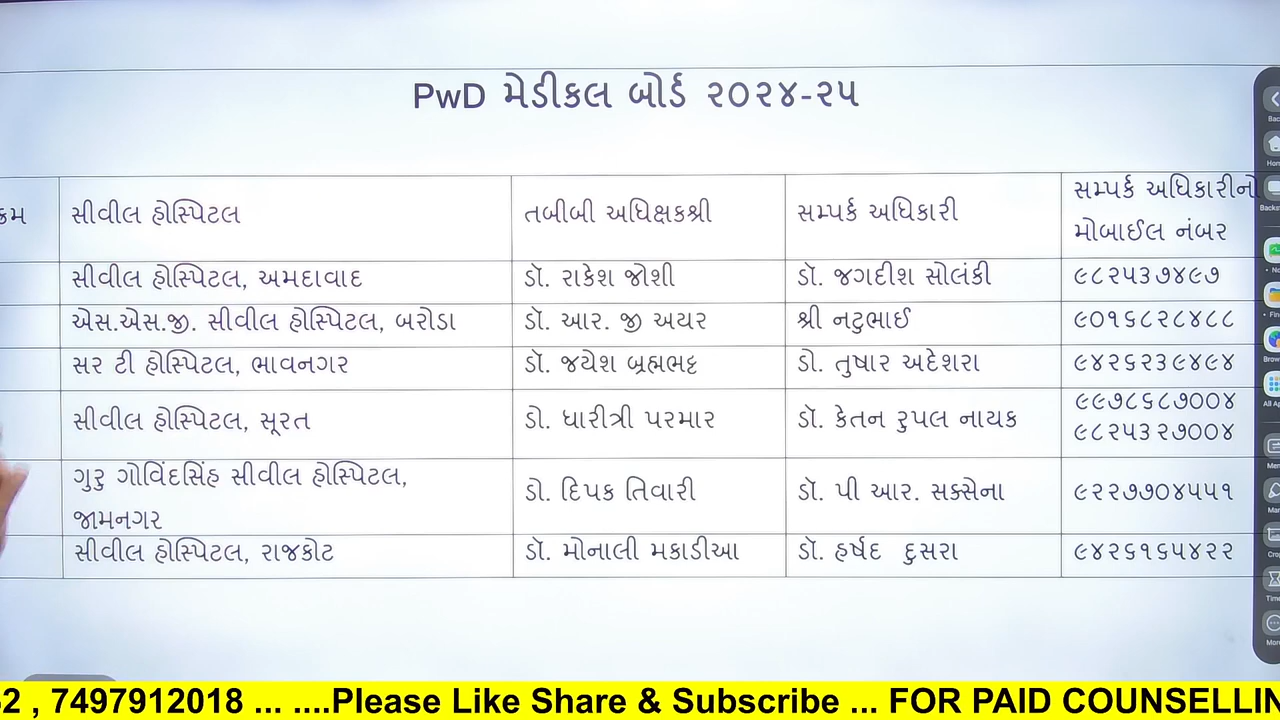 PwD મેડીકલ બોર્ડ ૨૦૨૪-૨૫
ક્રમ
સીવીલ હોસ્પિટલ
તબીબી અધિક્ષકશ્રી
સમ્પર્ક અધિકારી
સમ્પર્ક અધિકારીનો
મોબાઈલ નંબર
સીવીલ હોસ્પિટલ, અમદાવાદ
ડૉ. રાકેશ જોશી
ડૉ. જગદીશ સોલંકી
૯૮૨૫૩૭૪૯૭
એસ.એસ.જી. સીવીલ હોસ્પિટલ, બરોડા
ડૉ. આર. જી અયર
શ્રી નટુભાઈ
૯૦૧૬૮૨૮૪૮૮
સર ટી હોસ્પિટલ, ભાવનગર
ડૉ. જયેશ બ્રહ્મભટ્ટ
ડો. તુષાર અદેશરા
૯૪૨૬૨૩૯૪૯૪
સીવીલ હોસ્પિટલ, સૂરત
ડો. ધારીત્રી પરમાર
ડૉ. કેતન રુપલ નાયક
૯૯૭૮૬૮૭૦૦૪
૯૮૨૫૩૨૭૦૦૪
ગુરુ ગોવિંદસિંહ સીવીલ હોસ્પિટલ,
જામનગર
ડો. દિપક તિવારી
ડૉ. પી આર. સક્સેના
૯૨૨૭૭૦૪૫૫૧
સીવીલ હોસ્પિટલ, રાજકોટ
ડૉ. મોનાલી મકાડીઆ
ડૉ. હર્ષદ દુસરા
૯૪૨૬૧૬૫૪૨૨
2 , 7497912018 ... ....Please Like Share & Subscribe ... FOR PAID COUNSELLIN